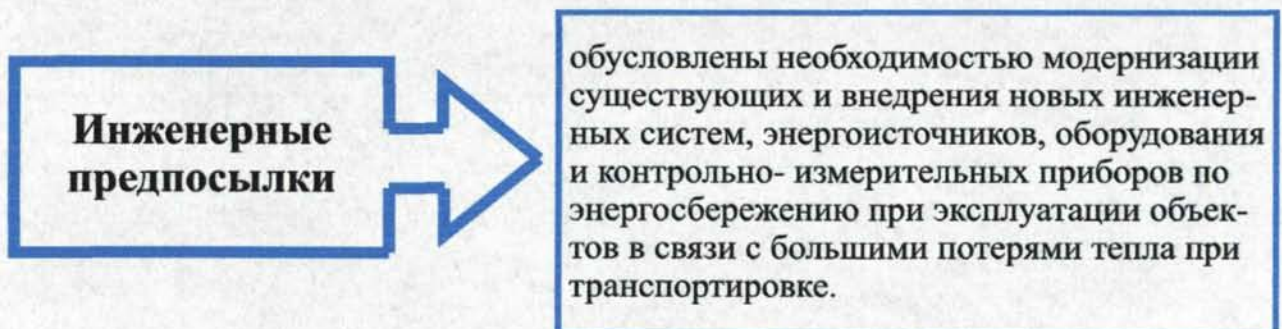 Инженерные
предпосылки
обусловлены необходимостью модернизации
существующих и внедрения новых инженер-
ных систем, энергоисточников, оборудования
и контрольно- измерительных приборов по
энергосбережению при эксплуатации объек-
тов в связи с большими потерями тепла при
транспортировке.